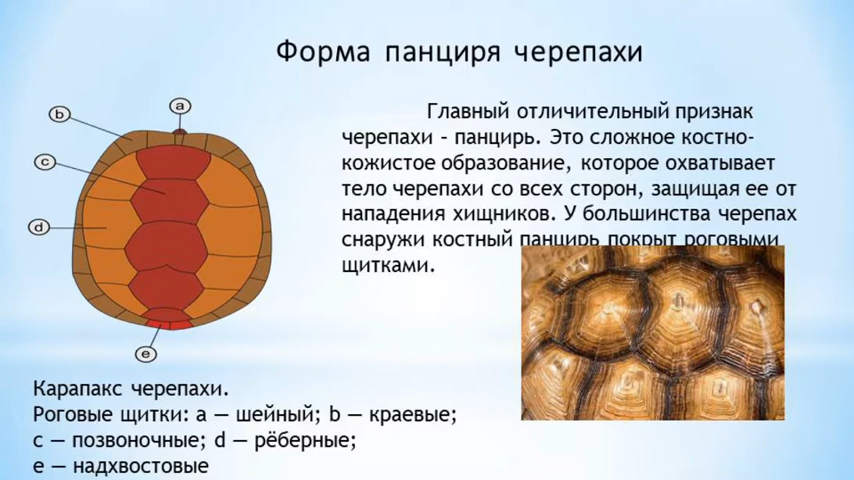 Форма панциря черепахи
Главный отличительный признак
черепахи - панцирь. Это сложное костно-
кожистое образование, которое охватывает
тело черепахи со всех сторон, защищая ее от
нападения хищников. У большинства черепах
снаружи костный панцирь покрыт роговыми
щитками.
a
b
c
d
e
Карапакс черепахи.
Роговые щитки: a — шейный; b — краевые;
c — позвоночные; d — рёберные;
e — надхвостовые